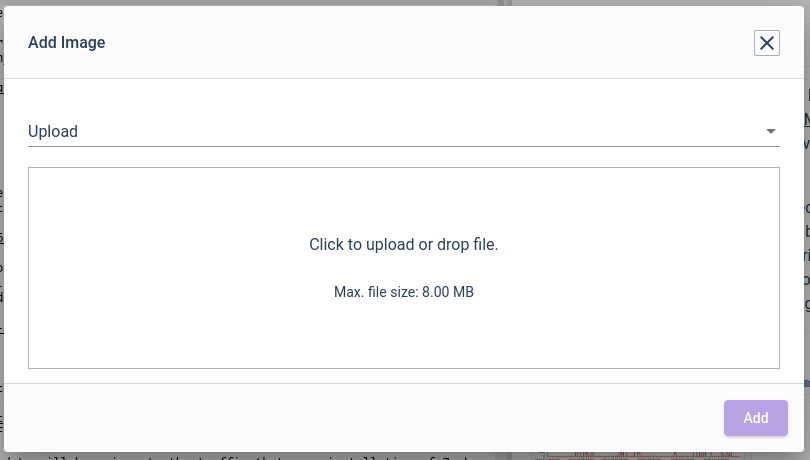 Add Image
Upload
Click to upload or drop file.
Max. file size: 8.00 MB
Add